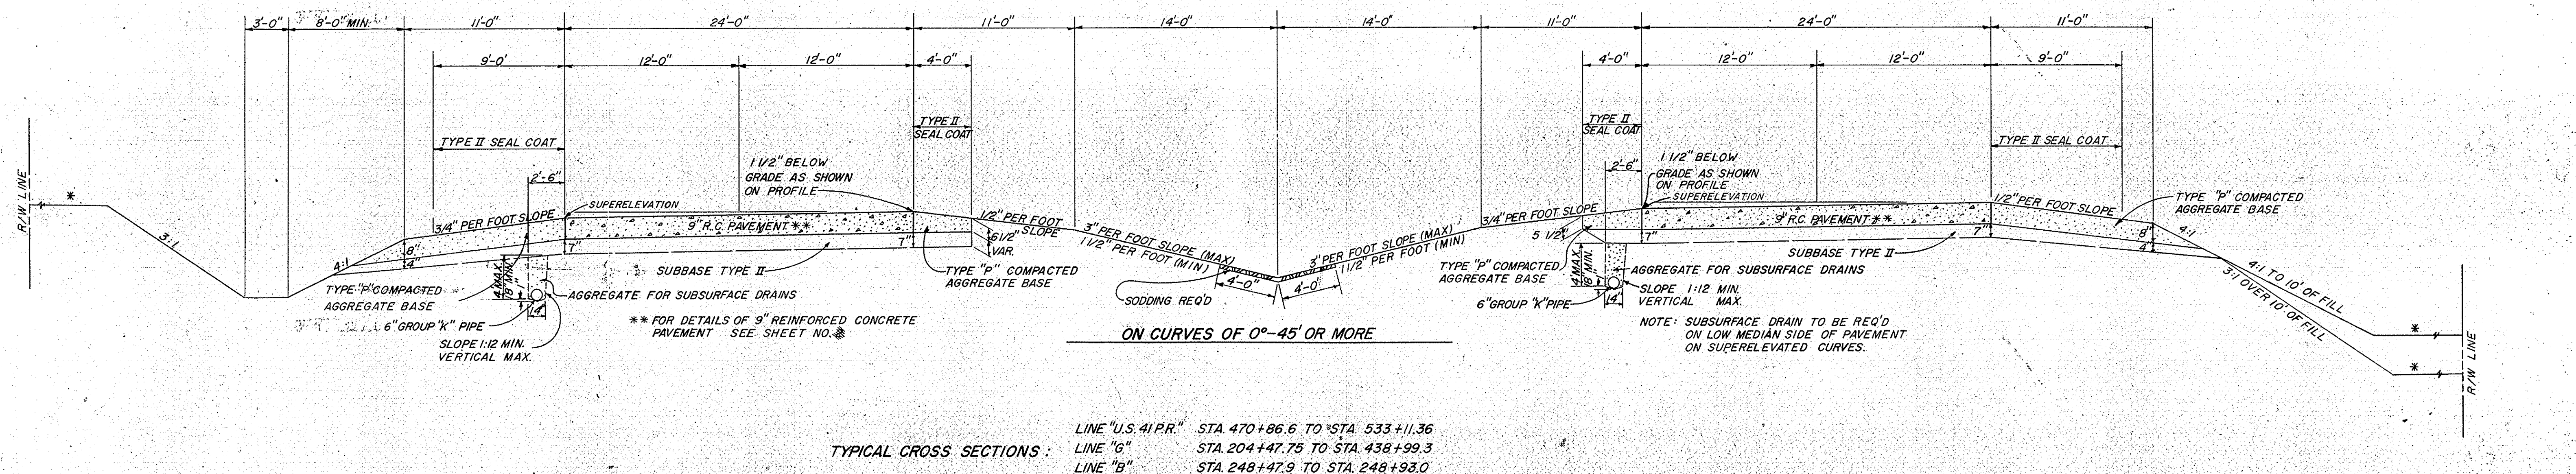 3'-0" 8'-0" MIN. 11'-0" 24'-0" 11'-0" 14'-0" 14'-0" 11'-0" 24'-0" 11'-0"
9'-0' 12'-0" 12'-0" 4'-0" 4'-0" 12'-0" 12'-0" 9'-0"
TYPE II
SEAL COAT
TYPE II SEAL COAT
TYPE II
SEAL COAT
TYPE II SEAL COAT
R/W LINE
*
3:1
2'-6"
SUPERELEVATION
1 1/2" BELOW
GRADE AS SHOWN
ON PROFILE
3/4" PER FOOT SLOPE
9" R.C. PAVEMENT **
1/2" PER FOOT
SLOPE
6 1/2"
VAR.
4:1
8"
4"
7"
7"
SUBBASE TYPE II
TYPE "P" COMPACTED
AGGREGATE BASE
TYPE "P" COMPACTED
AGGREGATE BASE
4' MAX.
8" MIN.
1"
14"
AGGREGATE FOR SUBSURFACE DRAINS
6" GROUP "K" PIPE
SLOPE 1:12 MIN.
VERTICAL MAX.
** FOR DETAILS OF 9" REINFORCED CONCRETE
PAVEMENT SEE SHEET NO.
3" PER FOOT SLOPE (MAX)
1 1/2" PER FOOT (MIN)
4'-0"
4'-0"
SODDING REQ'D
3" PER FOOT SLOPE (MAX)
1 1/2" PER FOOT (MIN)
ON CURVES OF 0°-45' OR MORE
3/4" PER FOOT SLOPE
5 1/2"
TYPE "P" COMPACTED
AGGREGATE BASE
2'-6"
1 1/2" BELOW
GRADE AS SHOWN
ON PROFILE
SUPERELEVATION
9" R.C. PAVEMENT **
7"
7"
SUBBASE TYPE II
4' MAX.
8" MIN.
14"
AGGREGATE FOR SUBSURFACE DRAINS
6" GROUP "K" PIPE
SLOPE 1:12 MIN.
VERTICAL MAX.
NOTE: SUBSURFACE DRAIN TO BE REQ'D
ON LOW MEDIAN SIDE OF PAVEMENT
ON SUPERELEVATED CURVES.
1/2" PER FOOT SLOPE
TYPE "P" COMPACTED
AGGREGATE BASE
4:1
8"
4"
4:1 TO 10' OF FILL
3:1 OVER 10' OF FILL
*
*
R/W LINE
TYPICAL CROSS SECTIONS :
LINE "U.S. 41 P.R." STA. 470+86.6 TO STA. 533+11.36
LINE "G" STA. 204+47.75 TO STA. 438+99.3
LINE "B" STA. 248+47.9 TO STA. 248+93.0